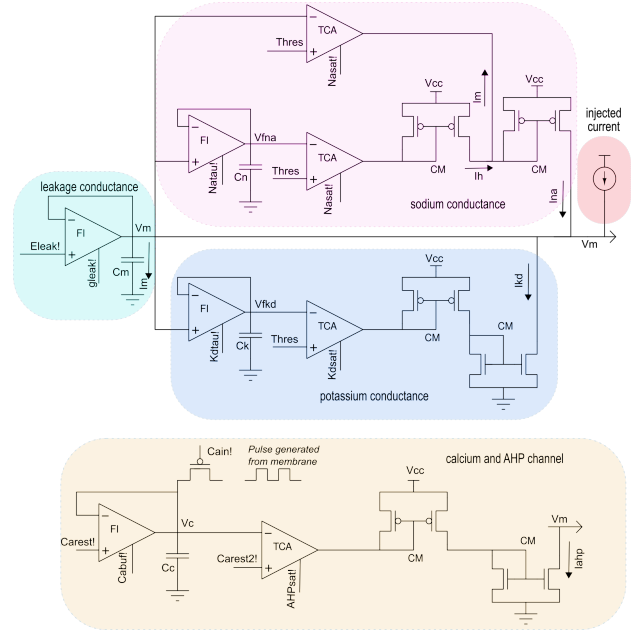 TCA
Thres
Nasat!
Vcc
Im
Vcc
injected
current
FI
Vfna
TCA
Natau!
Cn
Thres
Nasat!
CM
Ih
CM
leakage conductance
sodium conductance
Ina
FI
Vm
Eleak!
gleak!
Cm
Im
Vm
Vcc
FI
Vfkd
Ikd
TCA
Kdtau!
Ck
Thres
Kdsat!
CM
CM
potassium conductance
Cain!
Pulse generated
from membrane
calcium and AHP channel
Vcc
FI
Vc
Vm
Carest!
TCA
CM
CM
Cabuf!
Cc
Carest2!
AHPsat!
Iahp